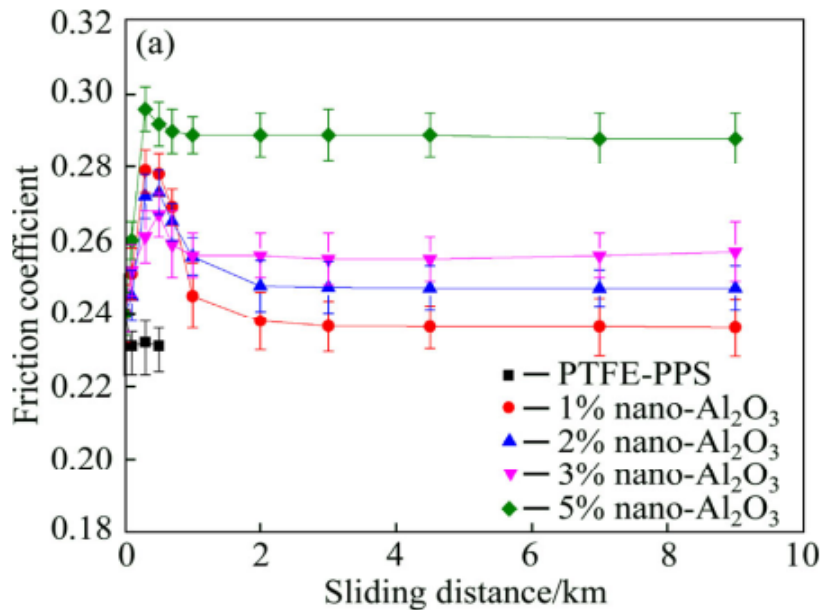 (a)
0.32
0.30
0.28
0.26
0.24
0.22
0.20
0.18
Friction coefficient
PTFE-PPS
1% nano-Al₂O₃
2% nano-Al₂O₃
3% nano-Al₂O₃
5% nano-Al₂O₃
0 2 4 6 8 10
Sliding distance/km